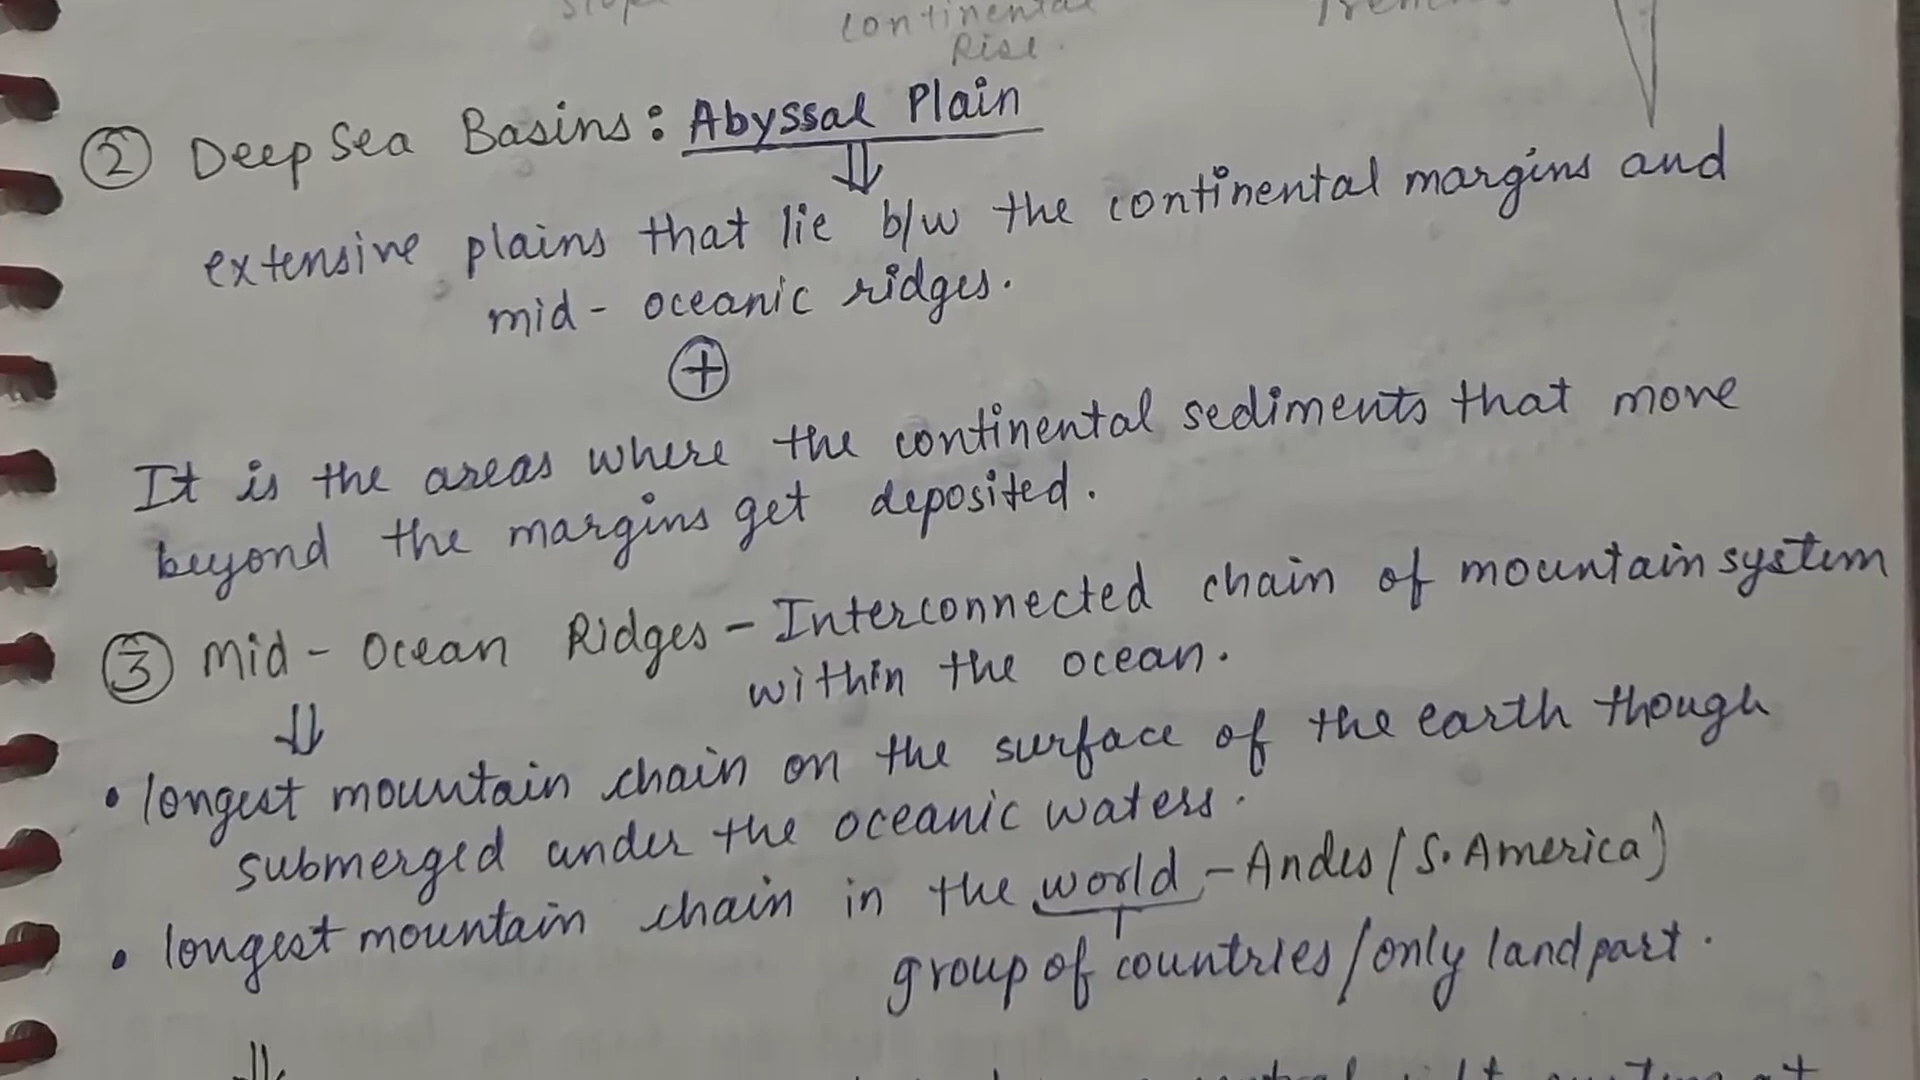 continental
Rise.
② Deep Sea Basins: Abyssal Plain
⇓
extensive plains that lie b/w the continental margins and
mid-oceanic ridges.
⊕
It is the areas where the continental sediments that move
beyond the margins get deposited.
③ Mid-Ocean Ridges - Interconnected chain of mountain system
within the ocean.
⇓
• longest mountain chain on the surface of the earth though
submerged under the oceanic waters.
• longest mountain chain in the world - Andes (S. America)
group of countries/only land part.
⇓